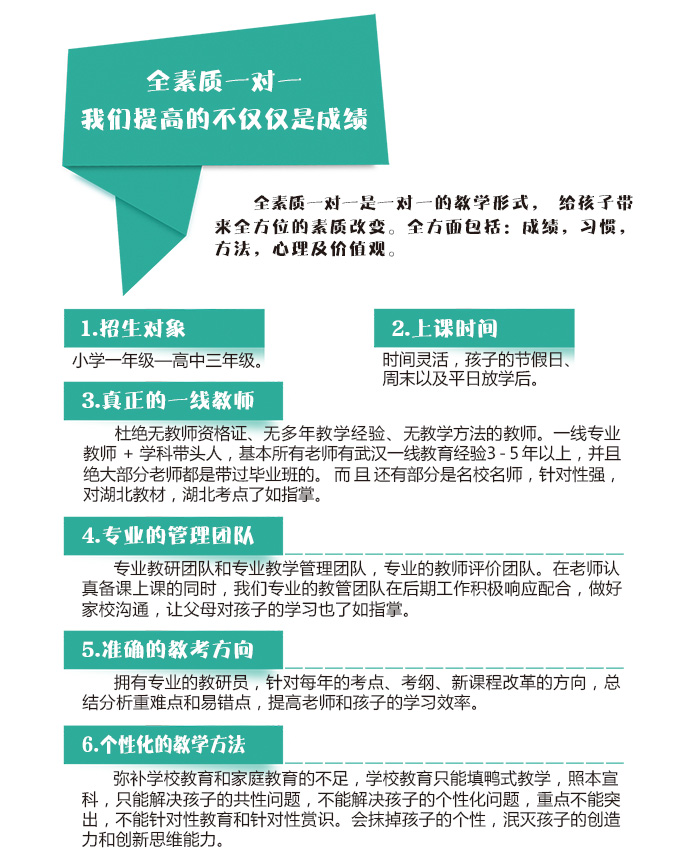 全素质一对一
我们提高的不仅仅是成绩
全素质一对一是一对一的教学形式， 给孩子带
来全方位的素质改变。全方面包括：成绩，习惯，
方法，心理及价值观。
1.招生对象
小学一年级—高中三年级。
2.上课时间
时间灵活，孩子的节假日、
周末以及平日放学后。
3.真正的一线教师
杜绝无教师资格证、无多年教学经验、无教学方法的教师。一线专业
教师 + 学科带头人，基本所有老师有武汉一线教育经验3 - 5 年以上，并且
绝大部分老师都是带过毕业班的。 而 且 还有部分是名校名师，针对性强，
对湖北教材，湖北考点了如指掌。
4.专业的管理团队
专业教研团队和专业教学管理团队，专业的教师评价团队。在老师认
真备课上课的同时，我们专业的教管团队在后期工作积极响应配合，做好
家校沟通，让父母对孩子的学习也了如指掌。
5.准确的教考方向
拥有专业的教研员，针对每年的考点、考纲、新课程改革的方向，总
结分析重难点和易错点，提高老师和孩子的学习效率。
6.个性化的教学方法
弥补学校教育和家庭教育的不足，学校教育只能填鸭式教学，照本宣
科，只能解决孩子的共性问题，不能解决孩子的个性化问题，重点不能突
出，不能针对性教育和针对性赏识。会抹掉孩子的个性，泯灭孩子的创造
力和创新思维能力。